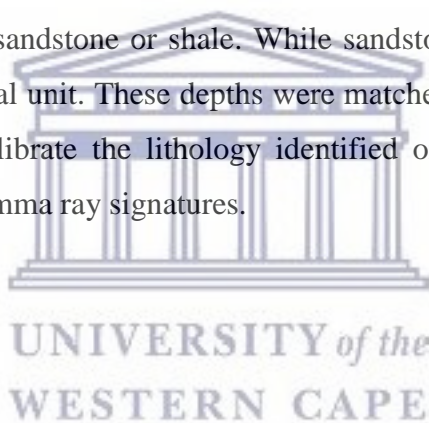 sandstone or shale. While sandsto
al unit. These depths were matche
librate the lithology identified o
mma ray signatures.
UNIVERSITY of the
WESTERN CAPE